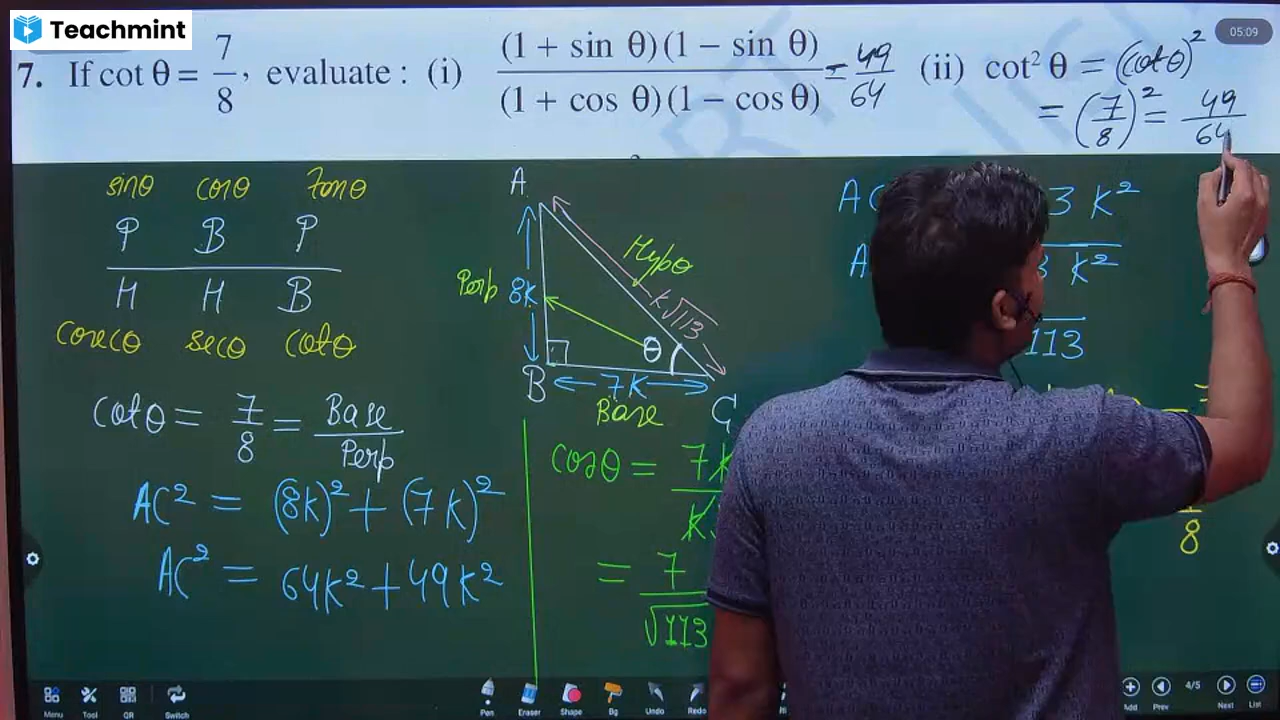 Teachmint
05:09
7. If cot θ = 7/8, evaluate : (i) (1 + sin θ)(1 − sin θ)/(1 + cos θ)(1 − cos θ) = 49/64 (ii) cot² θ = (cot θ)²
= (7/8)² = 49/64
sinθ cosθ tanθ
P B P
H H B
cosecθ secθ cotθ
cotθ = 7/8 = Base/Perp
AC² = (8k)² + (7k)²
AC² = 64k² + 49k²
A
Perp 8k
k√113
θ
B 7k
Base C
cosθ = 7k
k
= 7/√113
A 3 k²
A k²
113
8
Menu Tool QR Switch Pen Eraser Shape Bg Undo Redo Add Prev 4/5 Next List